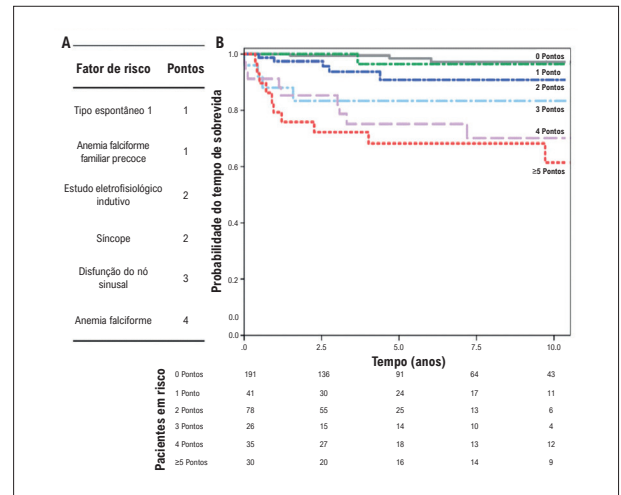 A
Fator de risco Pontos
Tipo espontâneo 1 1
Anemia falciforme
familiar precoce
1
Estudo eletrofisiológico
indutivo
2
Síncope 2
Disfunção do nó
sinusal
3
Anemia falciforme 4
B
Probabilidade do tempo de sobrevida
1.0
0.8
0.6
0.4
0.2
0.0
0.0
0 Pontos
1 Ponto
2 Pontos
3 Pontos
4 Pontos
≥5 Pontos
.0 2.5 5.0 7.5 10.0
Tempo (anos)
Pacientes em risco
0 Pontos 191 136 91 64 43
1 Ponto 41 30 24 17 11
2 Pontos 78 55 25 13 6
3 Pontos 26 15 14 10 4
4 Pontos 35 27 18 13 12
≥5 Pontos 30 20 16 14 9